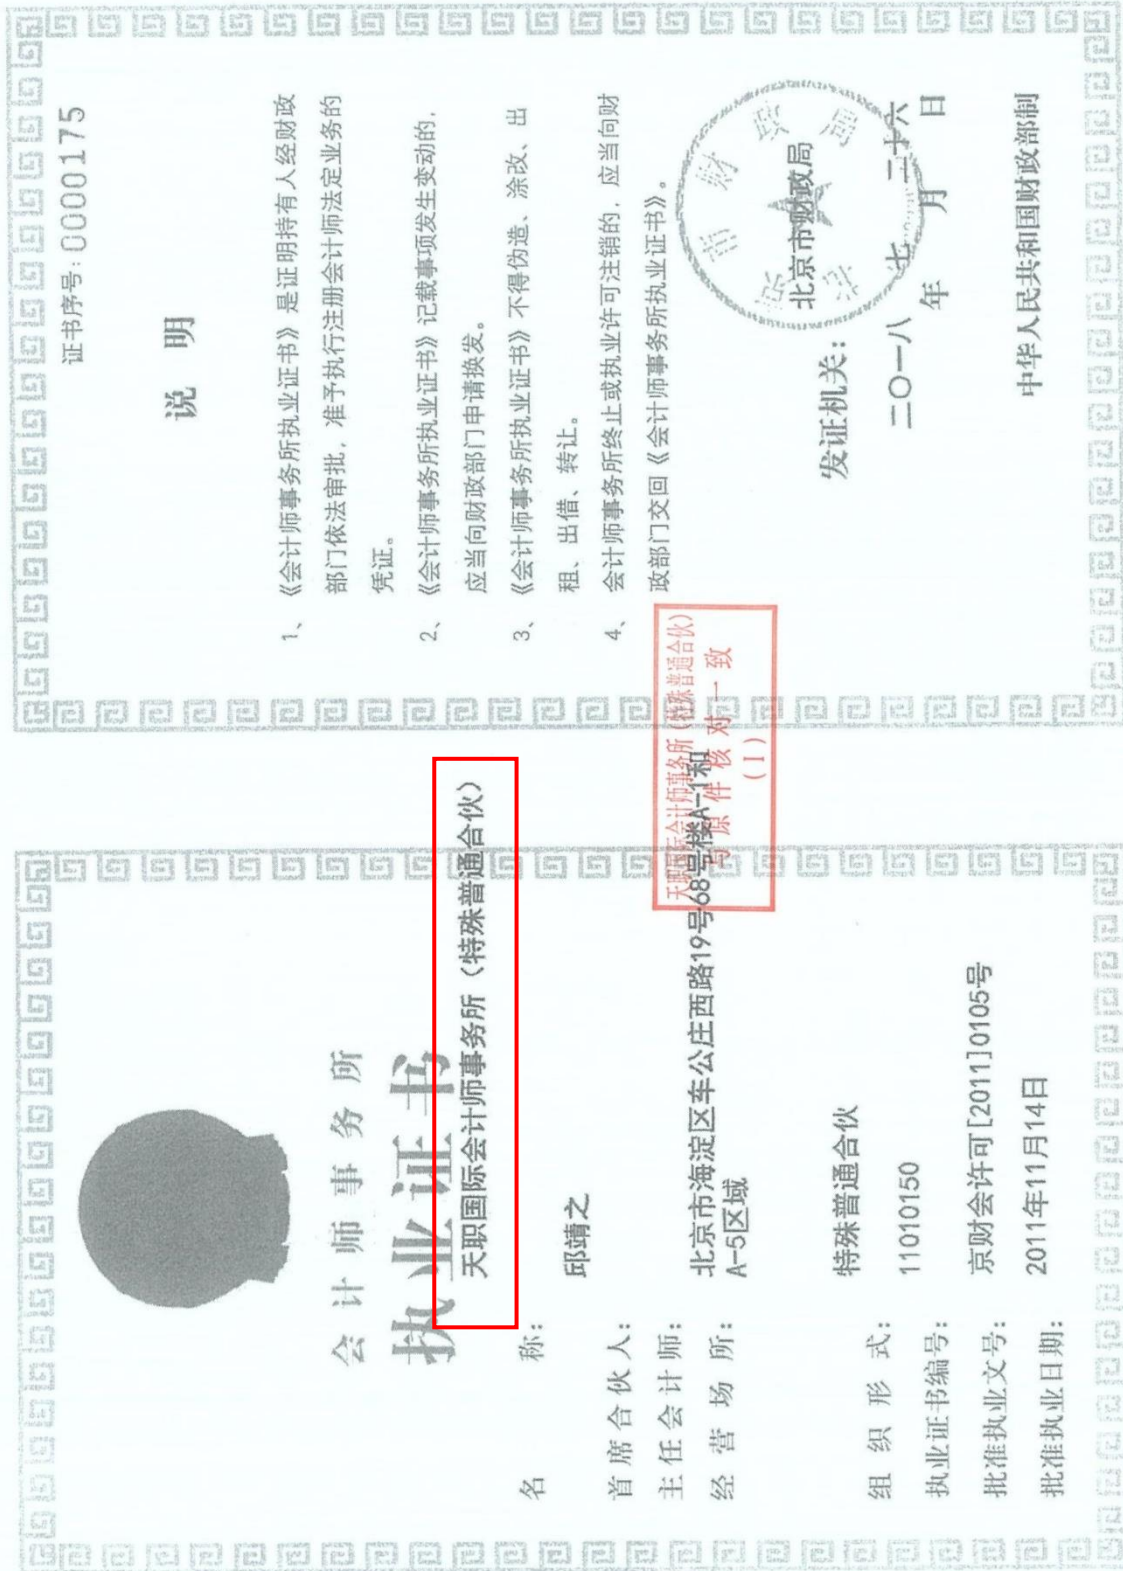 会计师事务所
执业证书
名称：
天职国际会计师事务所（特殊普通合伙）
首席合伙人：
邱靖之
主任会计师：
经营场所：
北京市海淀区车公庄西路19号68号楼A-1和
A-5区域
组织形式：
特殊普通合伙
执业证书编号：
11010150
批准执业文号：
京财会许可[2011]0105号
批准执业日期：
2011年11月14日
天职国际会计师事务所（特殊普通合伙）
与原件核对一致
（1）
证书序号：0000175
说明
1、《会计师事务所执业证书》是证明持有人经财政
部门依法审批，准予执行注册会计师法定业务的
凭证。
2、《会计师事务所执业证书》记载事项发生变动的，
应当向财政部门申请换发。
3、《会计师事务所执业证书》不得伪造、涂改、出
租、出借、转让。
4、会计师事务所终止或执业许可注销的，应当向财
政部门交回《会计师事务所执业证书》。
发证机关：
北京市财政局
北京市财政局
二〇一八年七月二十六日
中华人民共和国财政部制